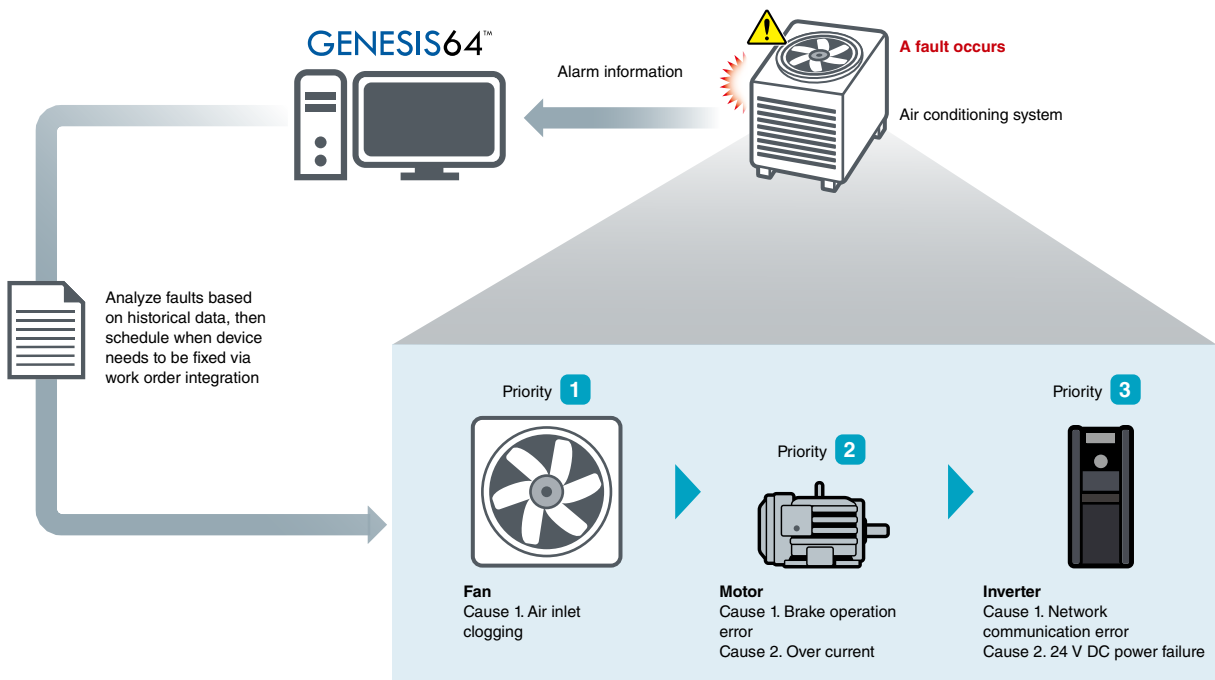 GENESIS64™
Alarm information
A fault occurs
Air conditioning system
Analyze faults based
on historical data, then
schedule when device
needs to be fixed via
work order integration
Priority 1
Fan
Cause 1. Air inlet
clogging
Priority 2
Motor
Cause 1. Brake operation
error
Cause 2. Over current
Priority 3
Inverter
Cause 1. Network
communication error
Cause 2. 24 V DC power failure